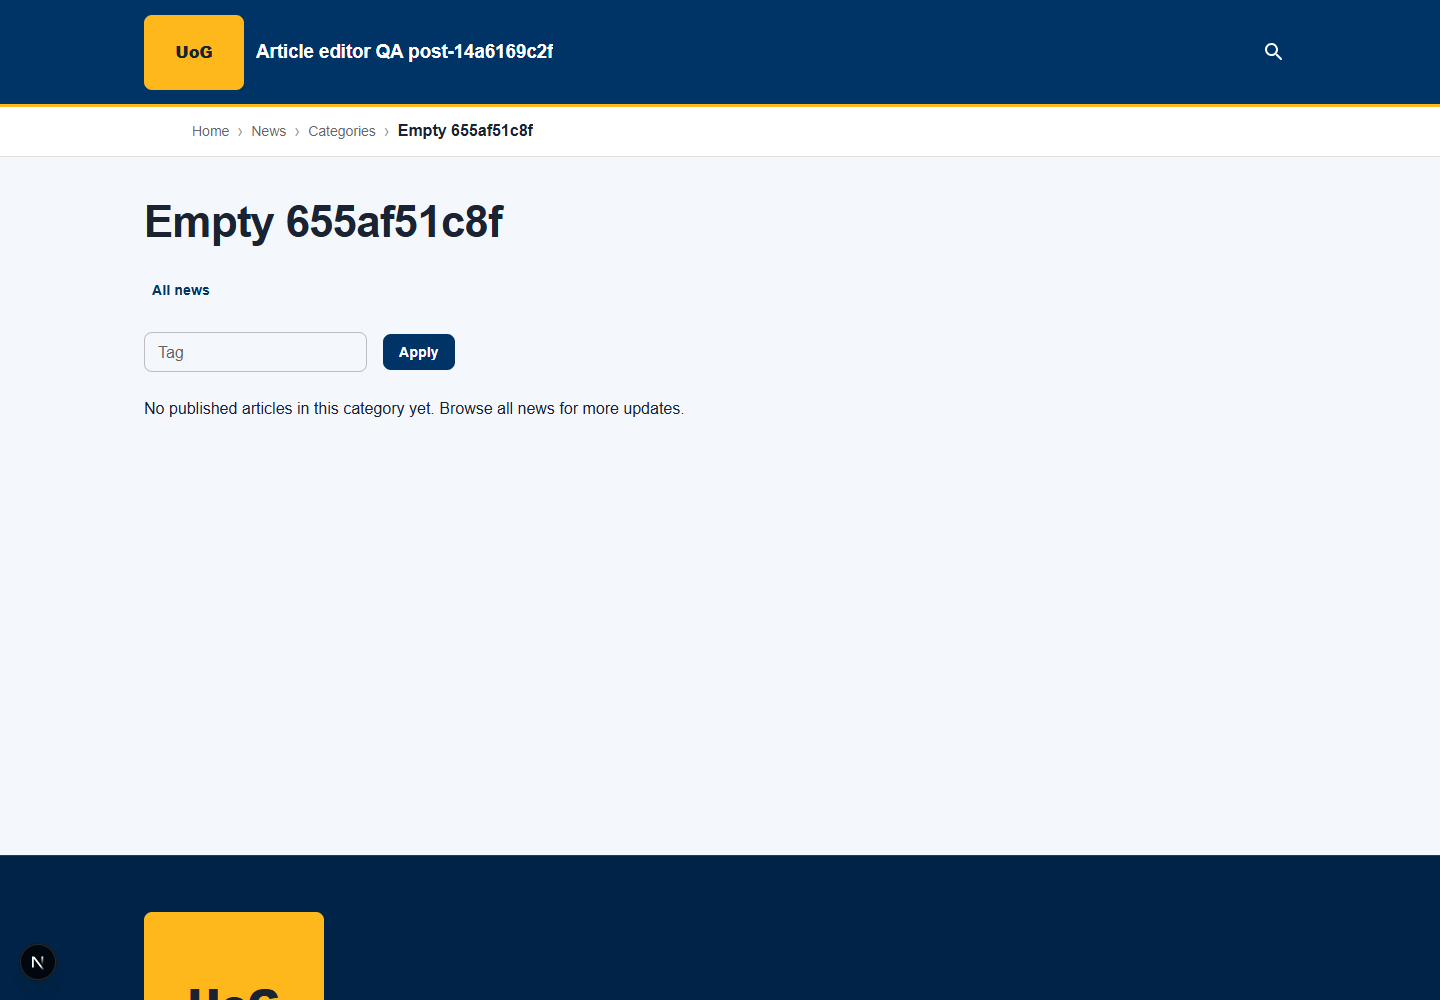 UoG
Article editor QA post-14a6169c2f
Home › News › Categories › Empty 655af51c8f
Empty 655af51c8f
All news
Tag
Apply
No published articles in this category yet. Browse all news for more updates.
UoG
N